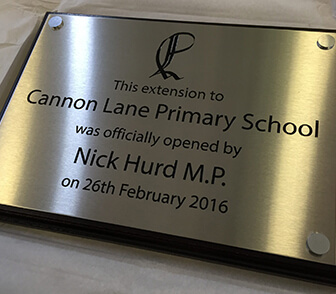 This extension to
Cannon Lane Primary School
was officially opened by
Nick Hurd M.P.
on 26th February 2016